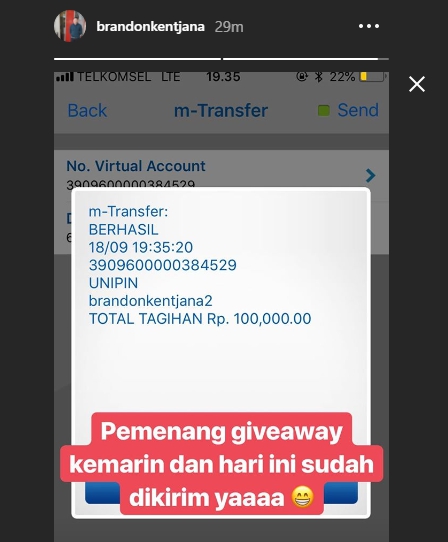 brandonkentjana 29m
TELKOMSEL LTE 19.35 22%
Back m-Transfer Send
No. Virtual Account
3909600000384529
m-Transfer:
BERHASIL
18/09 19:35:20
3909600000384529
UNIPIN
brandonkentjana2
TOTAL TAGIHAN Rp. 100,000.00
Pemenang giveaway
kemarin dan hari ini sudah
dikirim yaaaa 😁